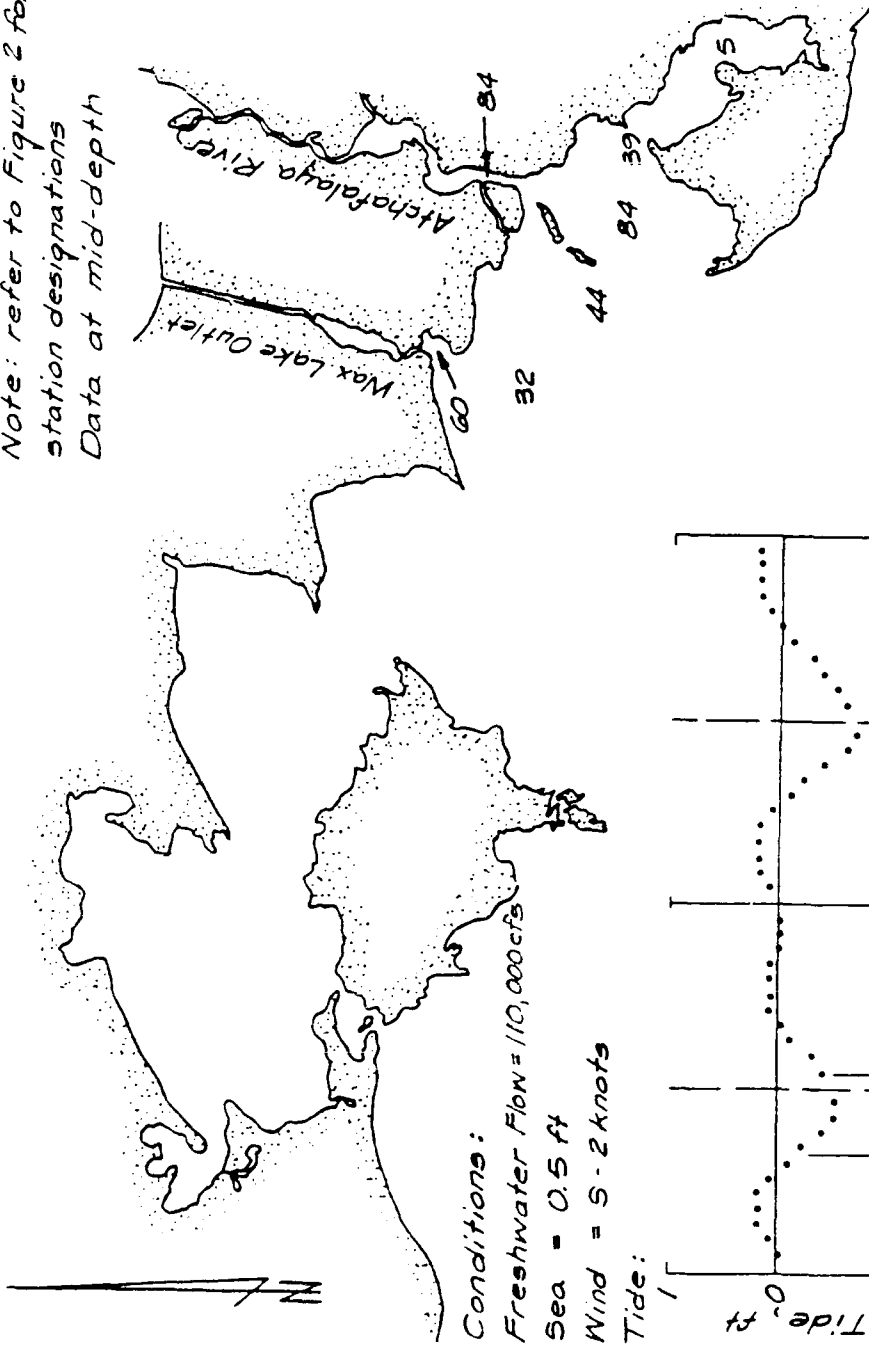 Note: refer to Figure 2 fo
station designations
Data at mid-depth
Atchafalaya River
Wax Lake Outlet
84
5
39
84
44
32
60
N
Conditions:
Freshwater Flow = 110,000 cfs
Sea = 0.5 ft
Wind = S - 2 knots
Tide:
1
0
Tide, ft